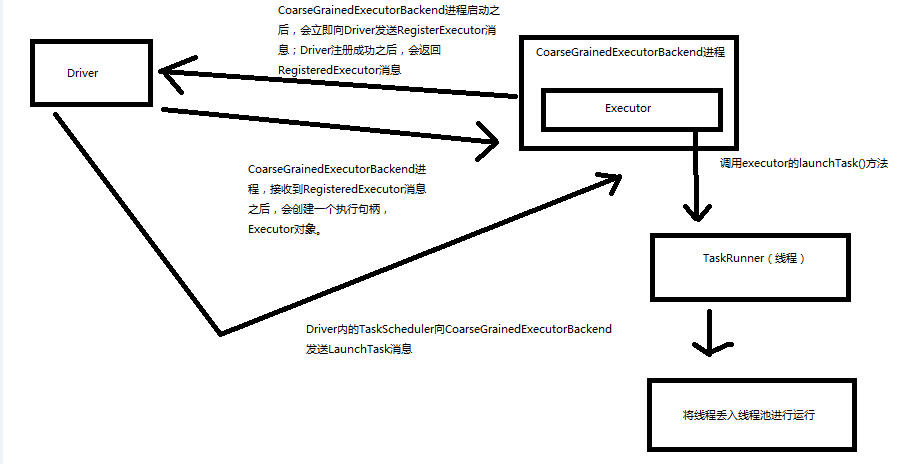 CoarseGrainedExecutorBackend进程启动之
后，会立即向Driver发送RegisterExecutor消
息；Driver注册成功之后，会返回
RegisteredExecutor消息
Driver
CoarseGrainedExecutorBackend进程
Executor
调用executor的launchTask()方法
CoarseGrainedExecutorBackend进
程，接收到RegisteredExecutor消息
之后，会创建一个执行句柄，
Executor对象。
TaskRunner（线程）
Driver内的TaskScheduler向CoarseGrainedExecutorBackend
发送LaunchTask消息
将线程丢入线程池进行运行